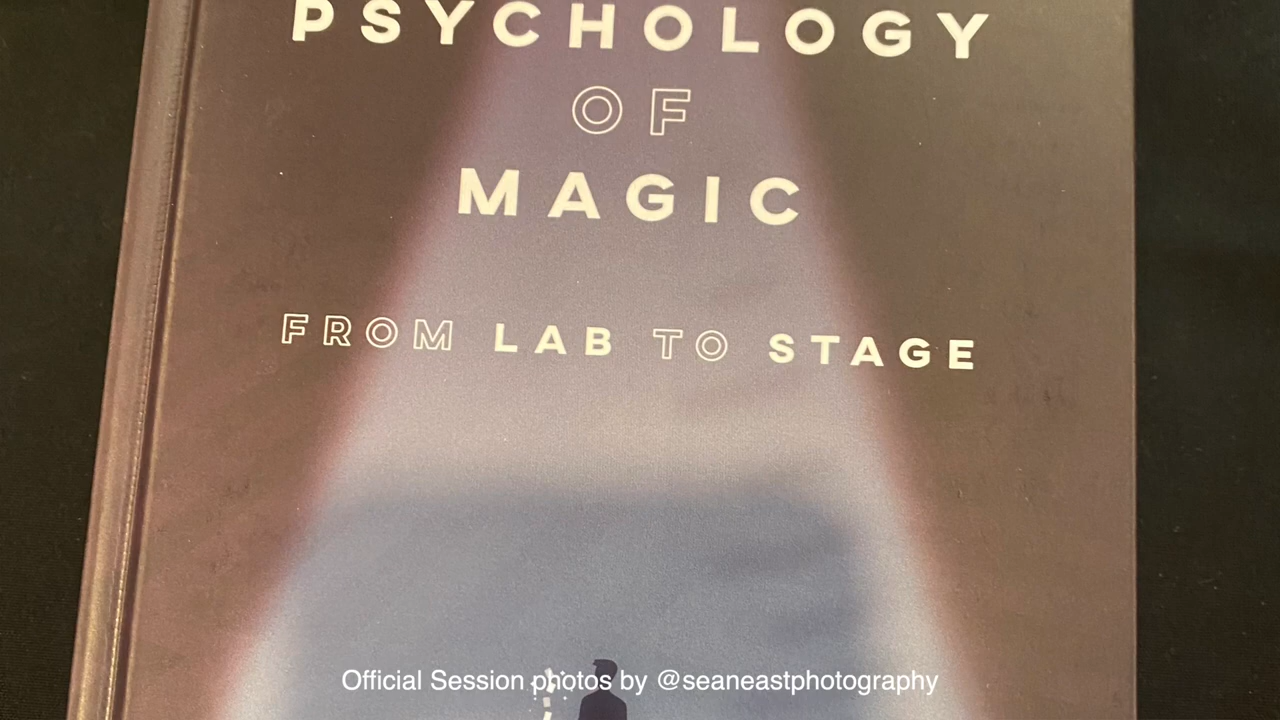 PSYCHOLOGY
OF
MAGIC
FROM LAB TO STAGE
Official Session photos by @seaneastphotography